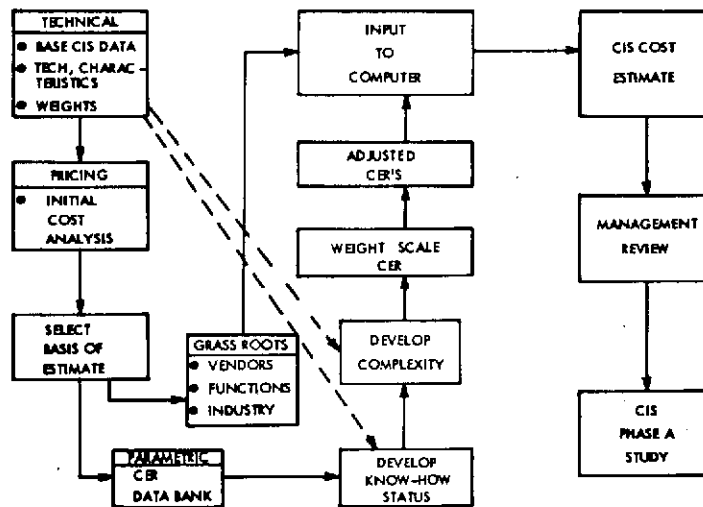 TECHNICAL
• BASE CIS DATA
• TECH, CHARAC-
TERISTICS
• WEIGHTS
PRICING
• INITIAL
COST
ANALYSIS
SELECT
BASIS OF
ESTIMATE
GRASS ROOTS
• VENDORS
• FUNCTIONS
• INDUSTRY
PARAMETRIC
CER
DATA BANK
INPUT
TO
COMPUTER
ADJUSTED
CER'S
WEIGHT SCALE
CER
DEVELOP
COMPLEXITY
DEVELOP
KNOW-HOW
STATUS
CIS COST
ESTIMATE
MANAGEMENT
REVIEW
CIS
PHASE A
STUDY